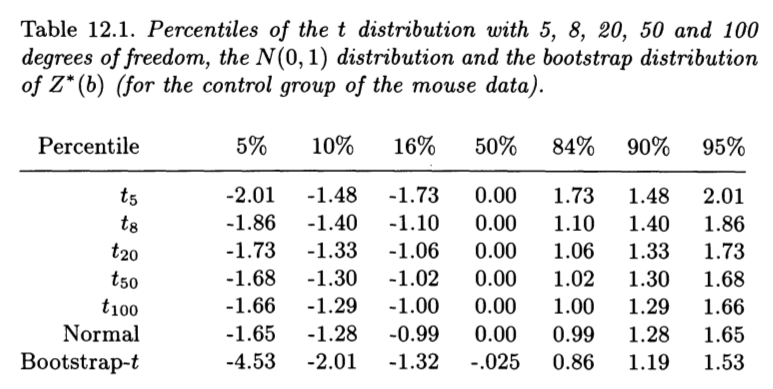 Table 12.1. Percentiles of the t distribution with 5, 8, 20, 50 and 100
degrees of freedom, the N(0, 1) distribution and the bootstrap distribution
of Z*(b) (for the control group of the mouse data).
Percentile 5% 10% 16% 50% 84% 90% 95%
t5 -2.01 -1.48 -1.73 0.00 1.73 1.48 2.01
t8 -1.86 -1.40 -1.10 0.00 1.10 1.40 1.86
t20 -1.73 -1.33 -1.06 0.00 1.06 1.33 1.73
t50 -1.68 -1.30 -1.02 0.00 1.02 1.30 1.68
t100 -1.66 -1.29 -1.00 0.00 1.00 1.29 1.66
Normal -1.65 -1.28 -0.99 0.00 0.99 1.28 1.65
Bootstrap-t -4.53 -2.01 -1.32 -.025 0.86 1.19 1.53